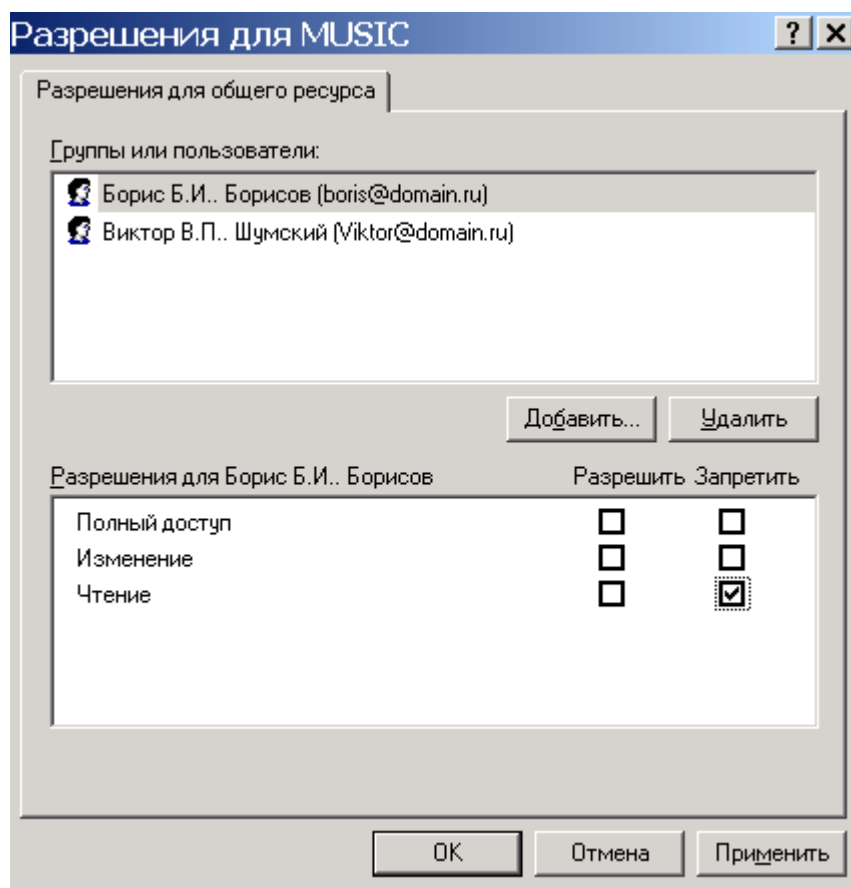 Разрешения для MUSIC
Разрешения для общего ресурса
Группы или пользователи:
Борис Б.И.. Борисов (boris@domain.ru)
Виктор В.П.. Шумский (Viktor@domain.ru)
Добавить... Удалить
Разрешения для Борис Б.И.. Борисов Разрешить Запретить
Полный доступ
Изменение
Чтение
OK Отмена Применить